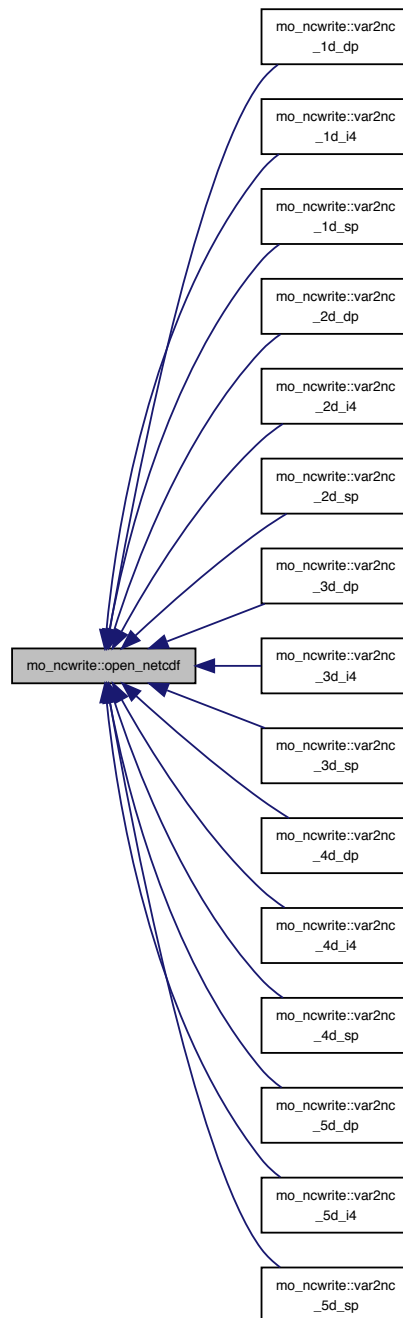 mo_ncwrite::var2nc
_1d_dp
mo_ncwrite::var2nc
_1d_i4
mo_ncwrite::var2nc
_1d_sp
mo_ncwrite::var2nc
_2d_dp
mo_ncwrite::var2nc
_2d_i4
mo_ncwrite::var2nc
_2d_sp
mo_ncwrite::var2nc
_3d_dp
mo_ncwrite::open_netcdf
mo_ncwrite::var2nc
_3d_i4
mo_ncwrite::var2nc
_3d_sp
mo_ncwrite::var2nc
_4d_dp
mo_ncwrite::var2nc
_4d_i4
mo_ncwrite::var2nc
_4d_sp
mo_ncwrite::var2nc
_5d_dp
mo_ncwrite::var2nc
_5d_i4
mo_ncwrite::var2nc
_5d_sp